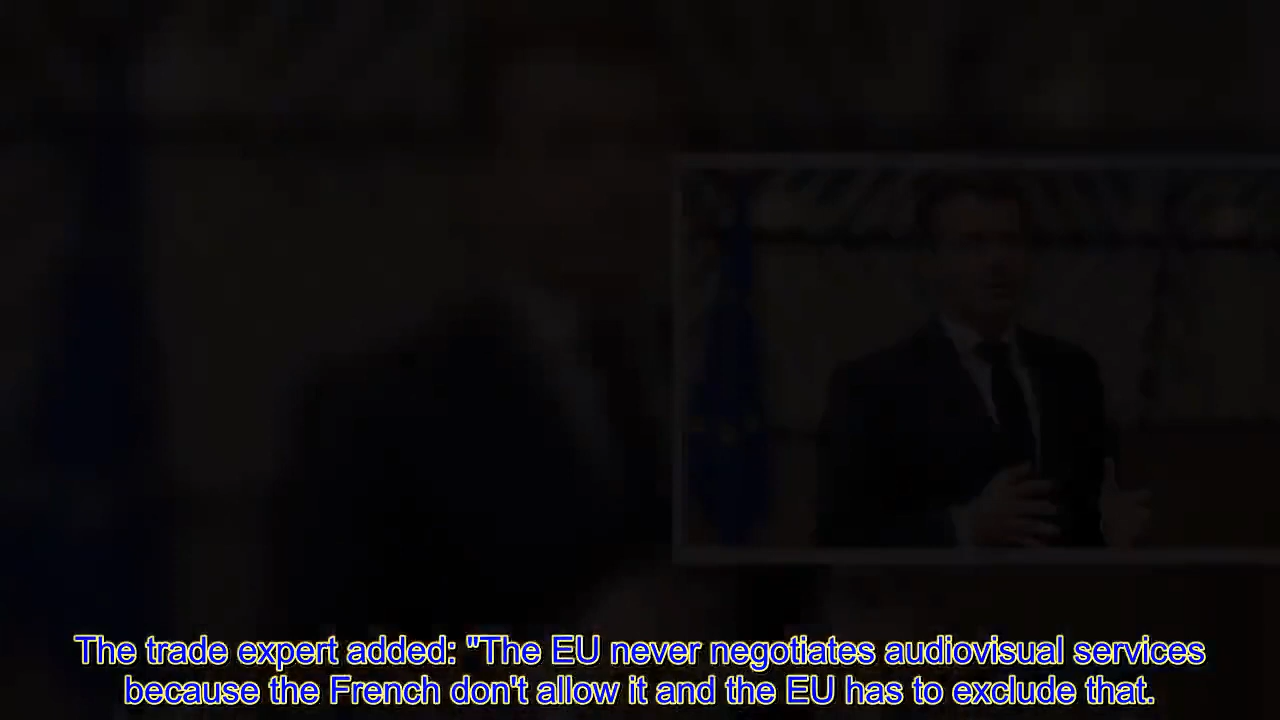 The trade expert added: "The EU never negotiates audiovisual services
because the French don't allow it and the EU has to exclude that.